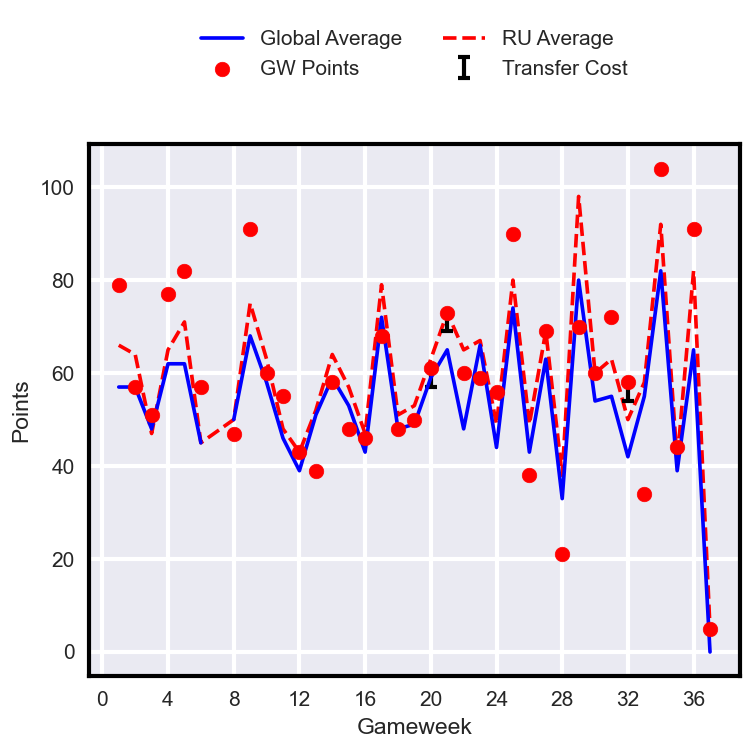 Global Average
RU Average
GW Points
Transfer Cost
100
80
60
40
20
0
Points
0 4 8 12 16 20 24 28 32 36
Gameweek